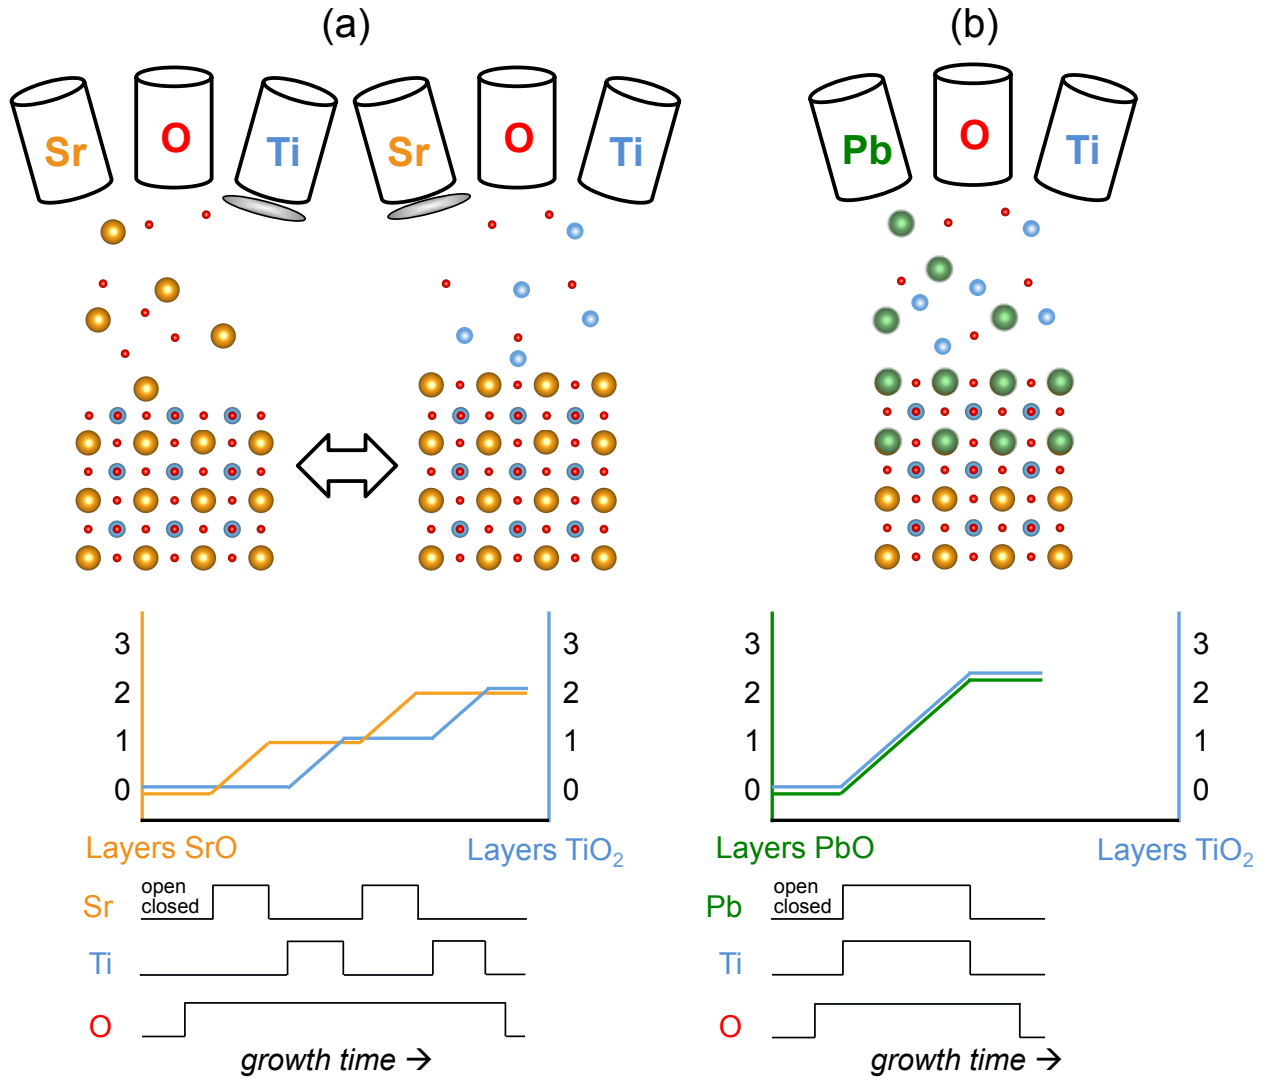 (a)
(b)
Sr
O
Ti
Sr
O
Ti
Pb
O
Ti
3
2
1
0
3
2
1
0
3
2
1
0
3
2
1
0
Layers SrO
Layers TiO₂
Layers PbO
Layers TiO₂
Sr
open
closed
Ti
O
growth time →
Pb
open
closed
Ti
O
growth time →